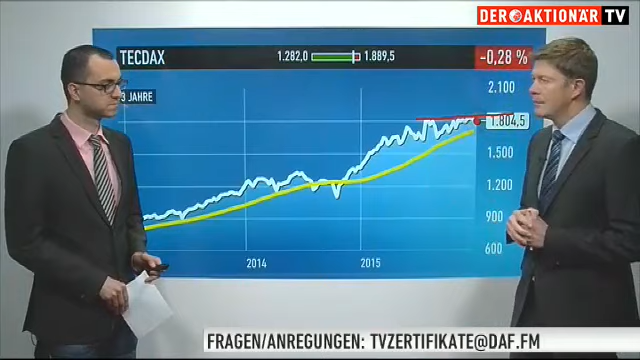 DER AKTIONÄR TV
TECDAX 1.282,0 1.889,5 -0,28 %
3 JAHRE
2.100
1.804,5
1.500
1.200
900
600
2014 2015
FRAGEN/ANREGUNGEN: TVZERTIFIKATE@DAF.FM